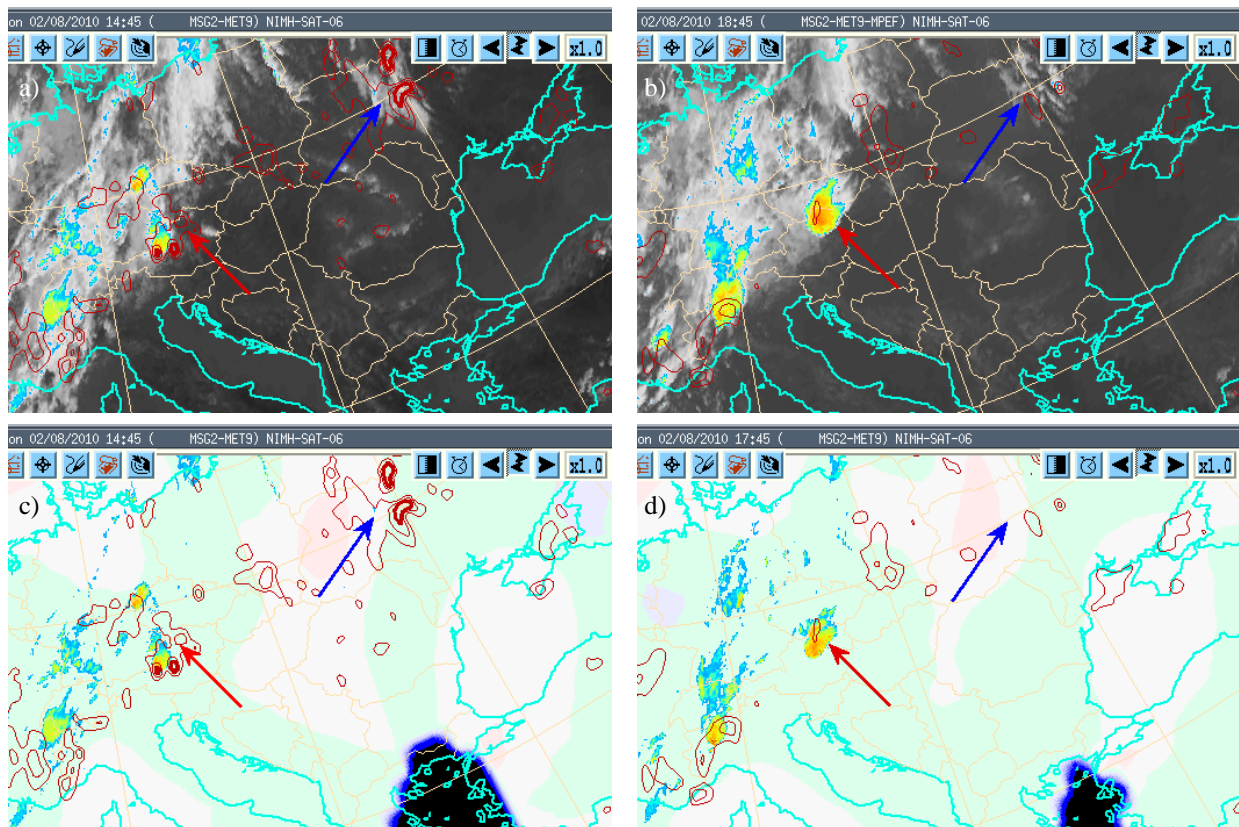 on 02/08/2010 14:45 ( MSG2-MET9) NIMH-SAT-06
x1.0
a)
02/08/2010 18:45 ( MSG2-MET9-MPEF) NIMH-SAT-06
x1.0
b)
on 02/08/2010 14:45 ( MSG2-MET9) NIMH-SAT-06
x1.0
c)
on 02/08/2010 17:45 ( MSG2-MET9) NIMH-SAT-06
x1.0
d)